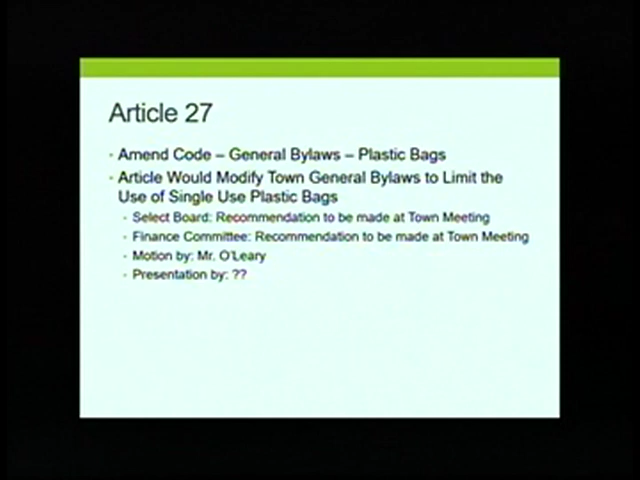 Article 27
Amend Code – General Bylaws – Plastic Bags
Article Would Modify Town General Bylaws to Limit the
Use of Single Use Plastic Bags
Select Board: Recommendation to be made at Town Meeting
Finance Committee: Recommendation to be made at Town Meeting
Motion by: Mr. O'Leary
Presentation by: ??